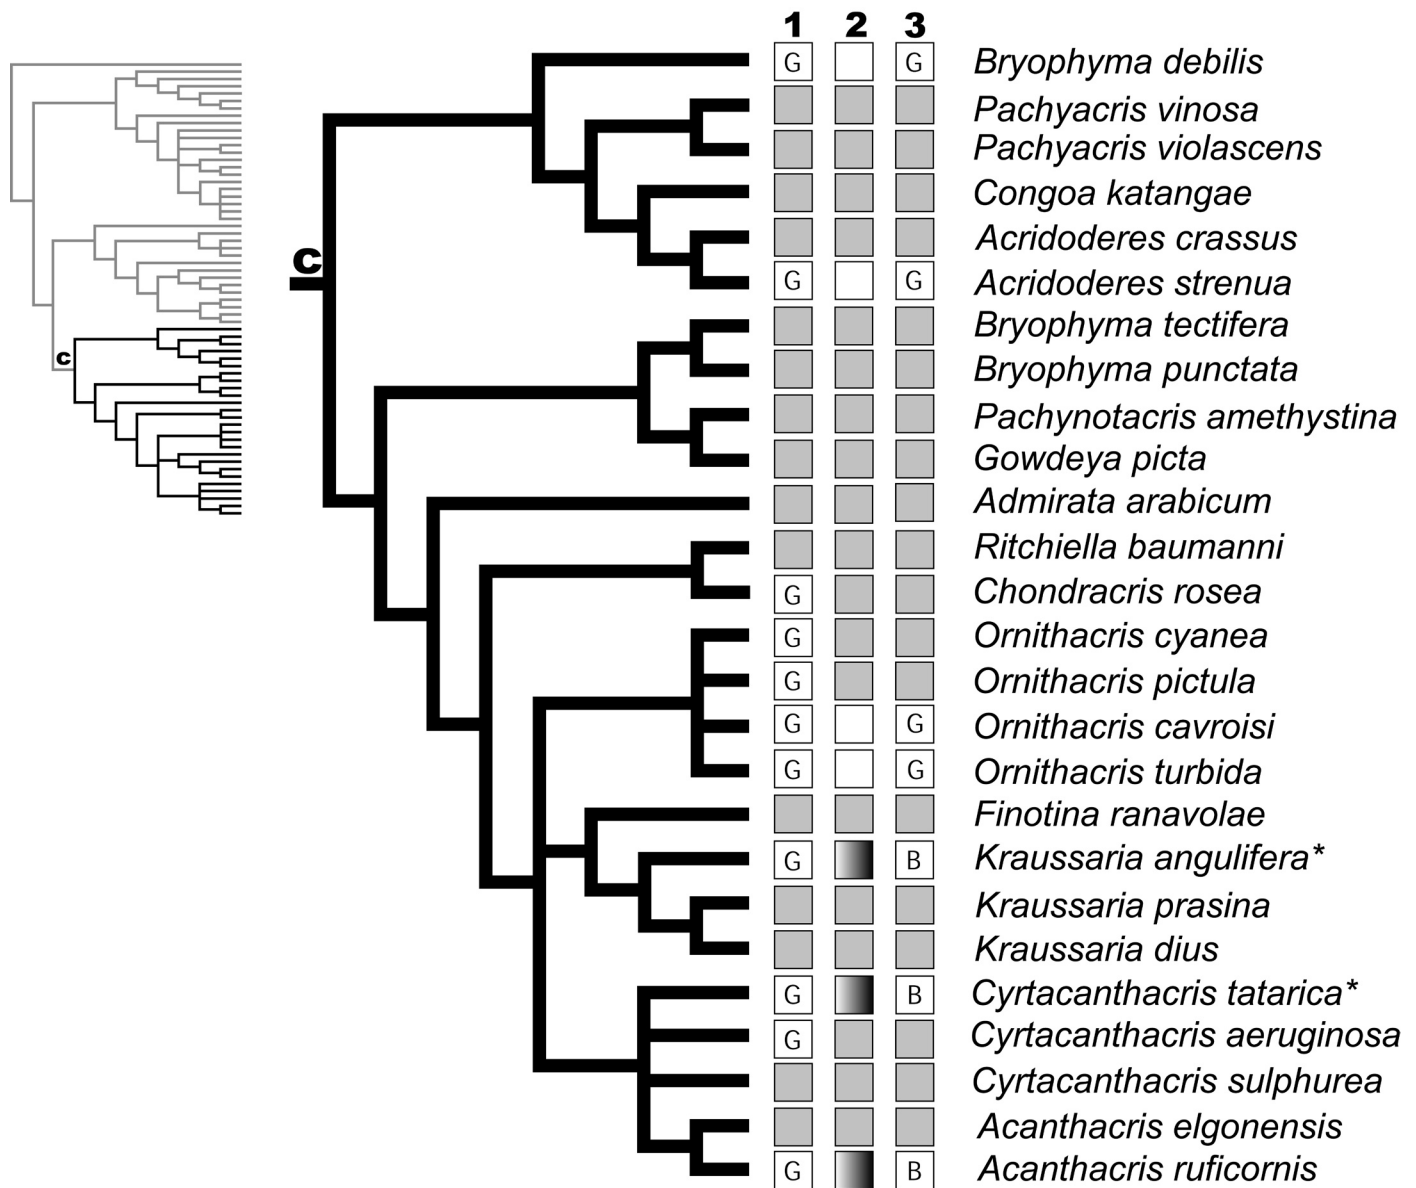 1 2 3
G G Bryophyma debilis
Pachyacris vinosa
Pachyacris violascens
Congoa katangae
C Acridoderes crassus
G G Acridoderes strenua
Bryophyma tectifera
C Bryophyma punctata
Pachynotacris amethystina
Gowdeya picta
Admirata arabicum
Ritchiella baumanni
G Chondracris rosea
G Ornithacris cyanea
G Ornithacris pictula
G G Ornithacris cavroisi
G G Ornithacris turbida
Finotina ranavolae
G B Kraussaria angulifera*
Kraussaria prasina
Kraussaria dius
G B Cyrtacanthacris tatarica*
G Cyrtacanthacris aeruginosa
Cyrtacanthacris sulphurea
Acanthacris elgonensis
G B Acanthacris ruficornis